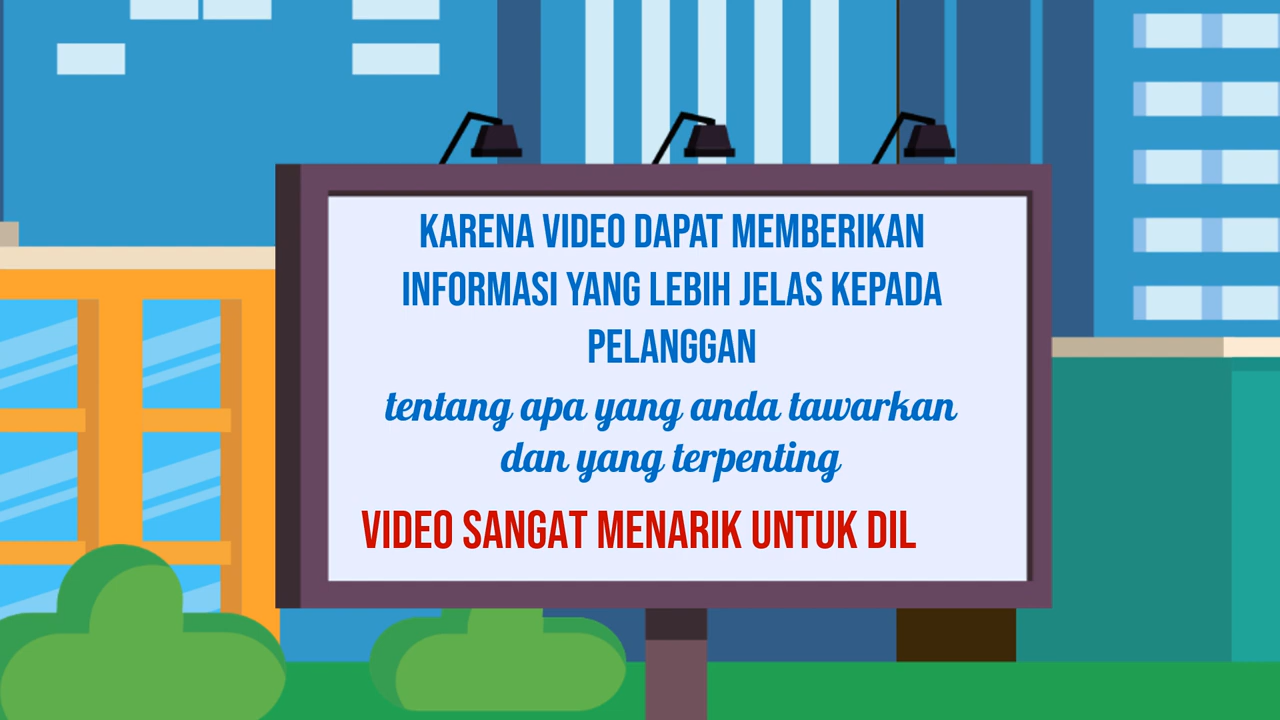 KARENA VIDEO DAPAT MEMBERIKAN
INFORMASI YANG LEBIH JELAS KEPADA
PELANGGAN
tentang apa yang anda tawarkan
dan yang terpenting
VIDEO SANGAT MENARIK UNTUK DIL